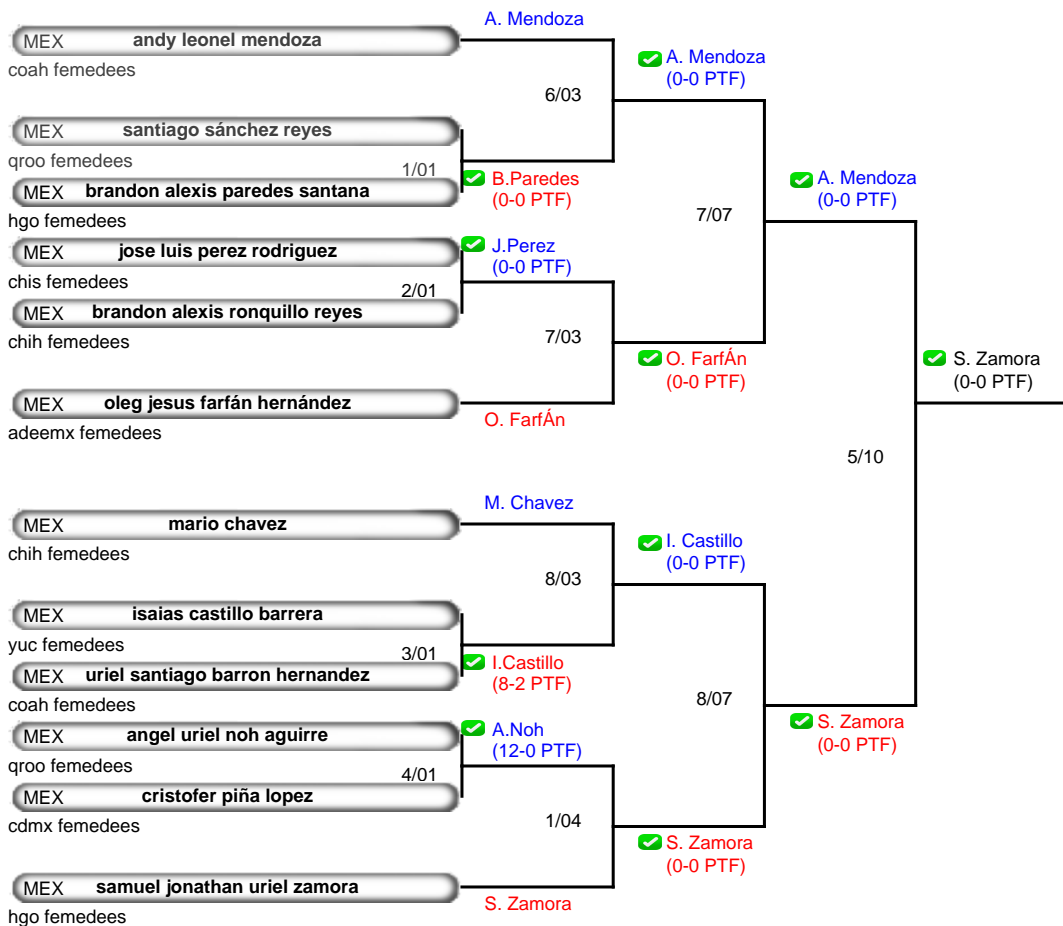 A. Mendoza
MEX andy leonel mendoza
coah femedees
A. Mendoza
(0-0 PTF)
6/03
MEX santiago sánchez reyes
qroo femedees
1/01
MEX brandon alexis paredes santana
hgo femedees
B.Paredes
(0-0 PTF)
A. Mendoza
(0-0 PTF)
7/07
MEX jose luis perez rodriguez
chis femedees
J.Perez
(0-0 PTF)
2/01
MEX brandon alexis ronquillo reyes
chih femedees
7/03
O. FarfÁn
(0-0 PTF)
S. Zamora
(0-0 PTF)
MEX oleg jesus farfán hernández
adeemx femedees
O. FarfÁn
5/10
M. Chavez
MEX mario chavez
chih femedees
I. Castillo
(0-0 PTF)
8/03
MEX isaias castillo barrera
yuc femedees
3/01
MEX uriel santiago barron hernandez
coah femedees
I.Castillo
(8-2 PTF)
8/07
S. Zamora
(0-0 PTF)
MEX angel uriel noh aguirre
qroo femedees
A.Noh
(12-0 PTF)
4/01
MEX cristofer piña lopez
cdmx femedees
1/04
S. Zamora
(0-0 PTF)
MEX samuel jonathan uriel zamora
hgo femedees
S. Zamora